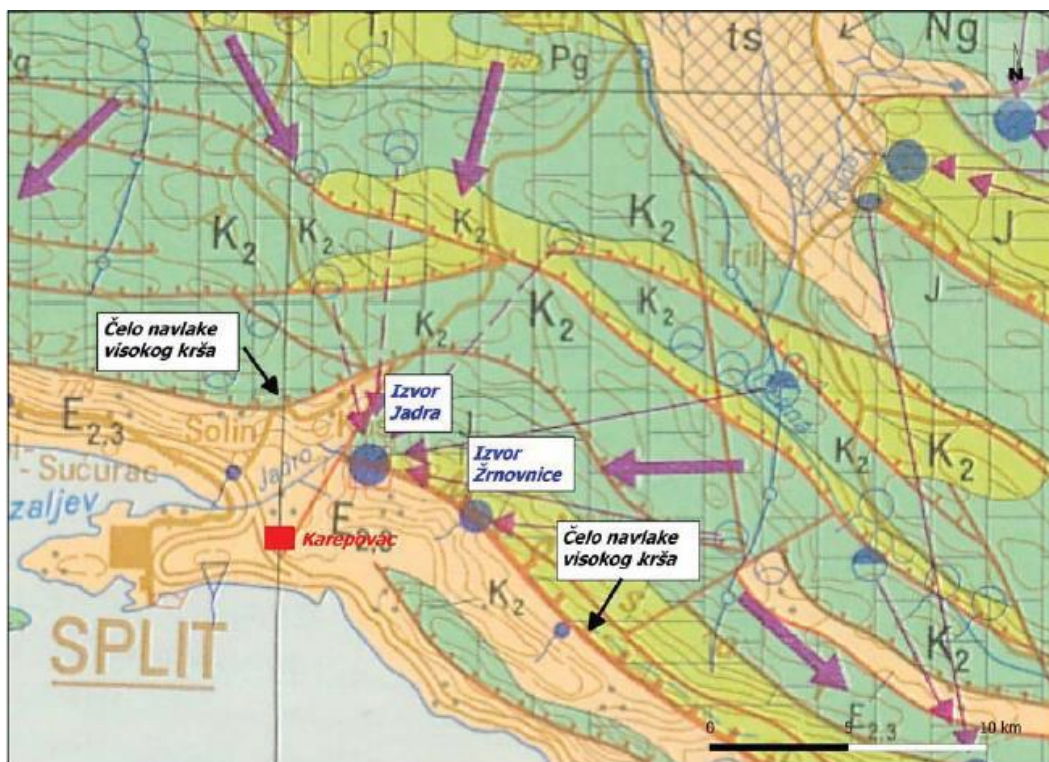 T₁
Pg
ts
Ng
N
g
K₂
K₂
K₂
K₂
J
Trilj
J
Čelo navlake
visokog krša
K₂
K₂
K₂
Izvor
Jadra
E₂,₃
Solin
J
K₂
K₂
Izvor
Žrnovnice
- Sućurac
Jadro
zaljev
E₂,₃
Karepovac
Čelo navlake
visokog krša
K₂
SPLIT
K₂
E₂,₃
0 5 10 km